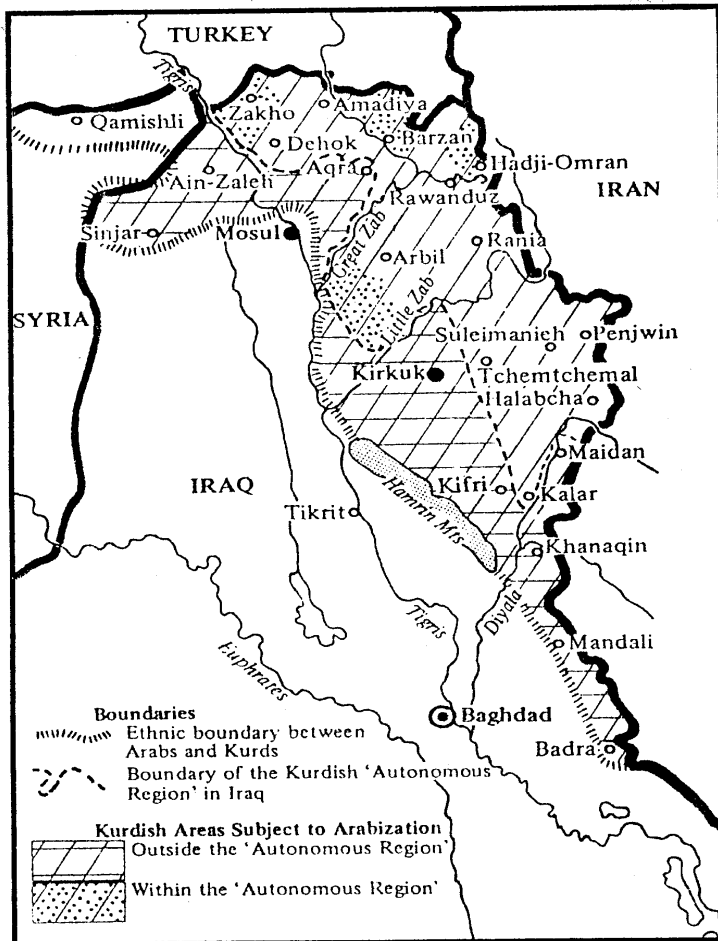 TURKEY
Tigris
Zakho
Amadiya
Qamishli
Dehok
Barzan
Aqra
Hadji-Omran
Ain-Zaleh
Rawanduz
IRAN
Sinjar
Mosul
Great Zab
Rania
Arbil
Little Zab
SYRIA
Suleimanieh
Penjwin
Kirkuk
Tchemtchemal
Halabcha
Maidan
IRAQ
Hamrin Mts
Kifri
Kalar
Tikrit
Khanaqin
Diyala
Tigris
Mandali
Euphrates
Baghdad
Badra
Boundaries
Ethnic boundary between
Arabs and Kurds
Boundary of the Kurdish 'Autonomous
Region' in Iraq
Kurdish Areas Subject to Arabization
Outside the 'Autonomous Region'
Within the 'Autonomous Region'